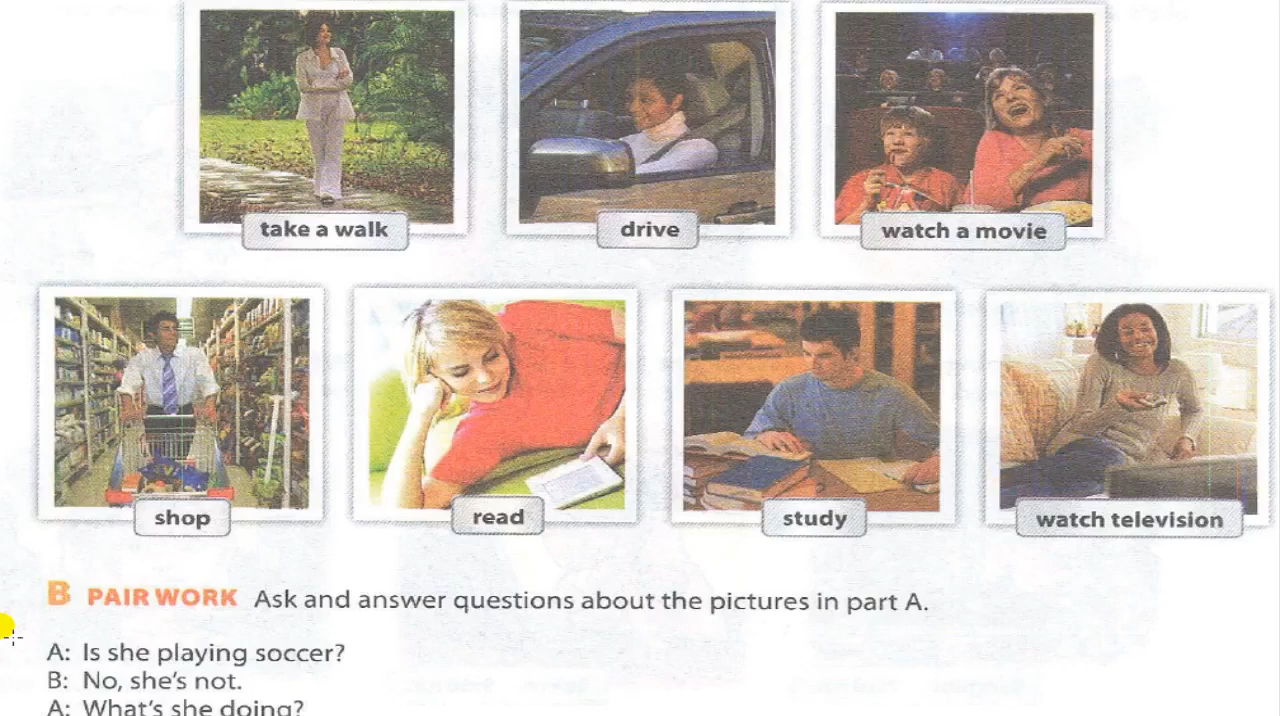 take a walk
drive
watch a movie
shop
read
study
watch television
B PAIR WORK Ask and answer questions about the pictures in part A.
A: Is she playing soccer?
B: No, she's not.
A: What's she doing?